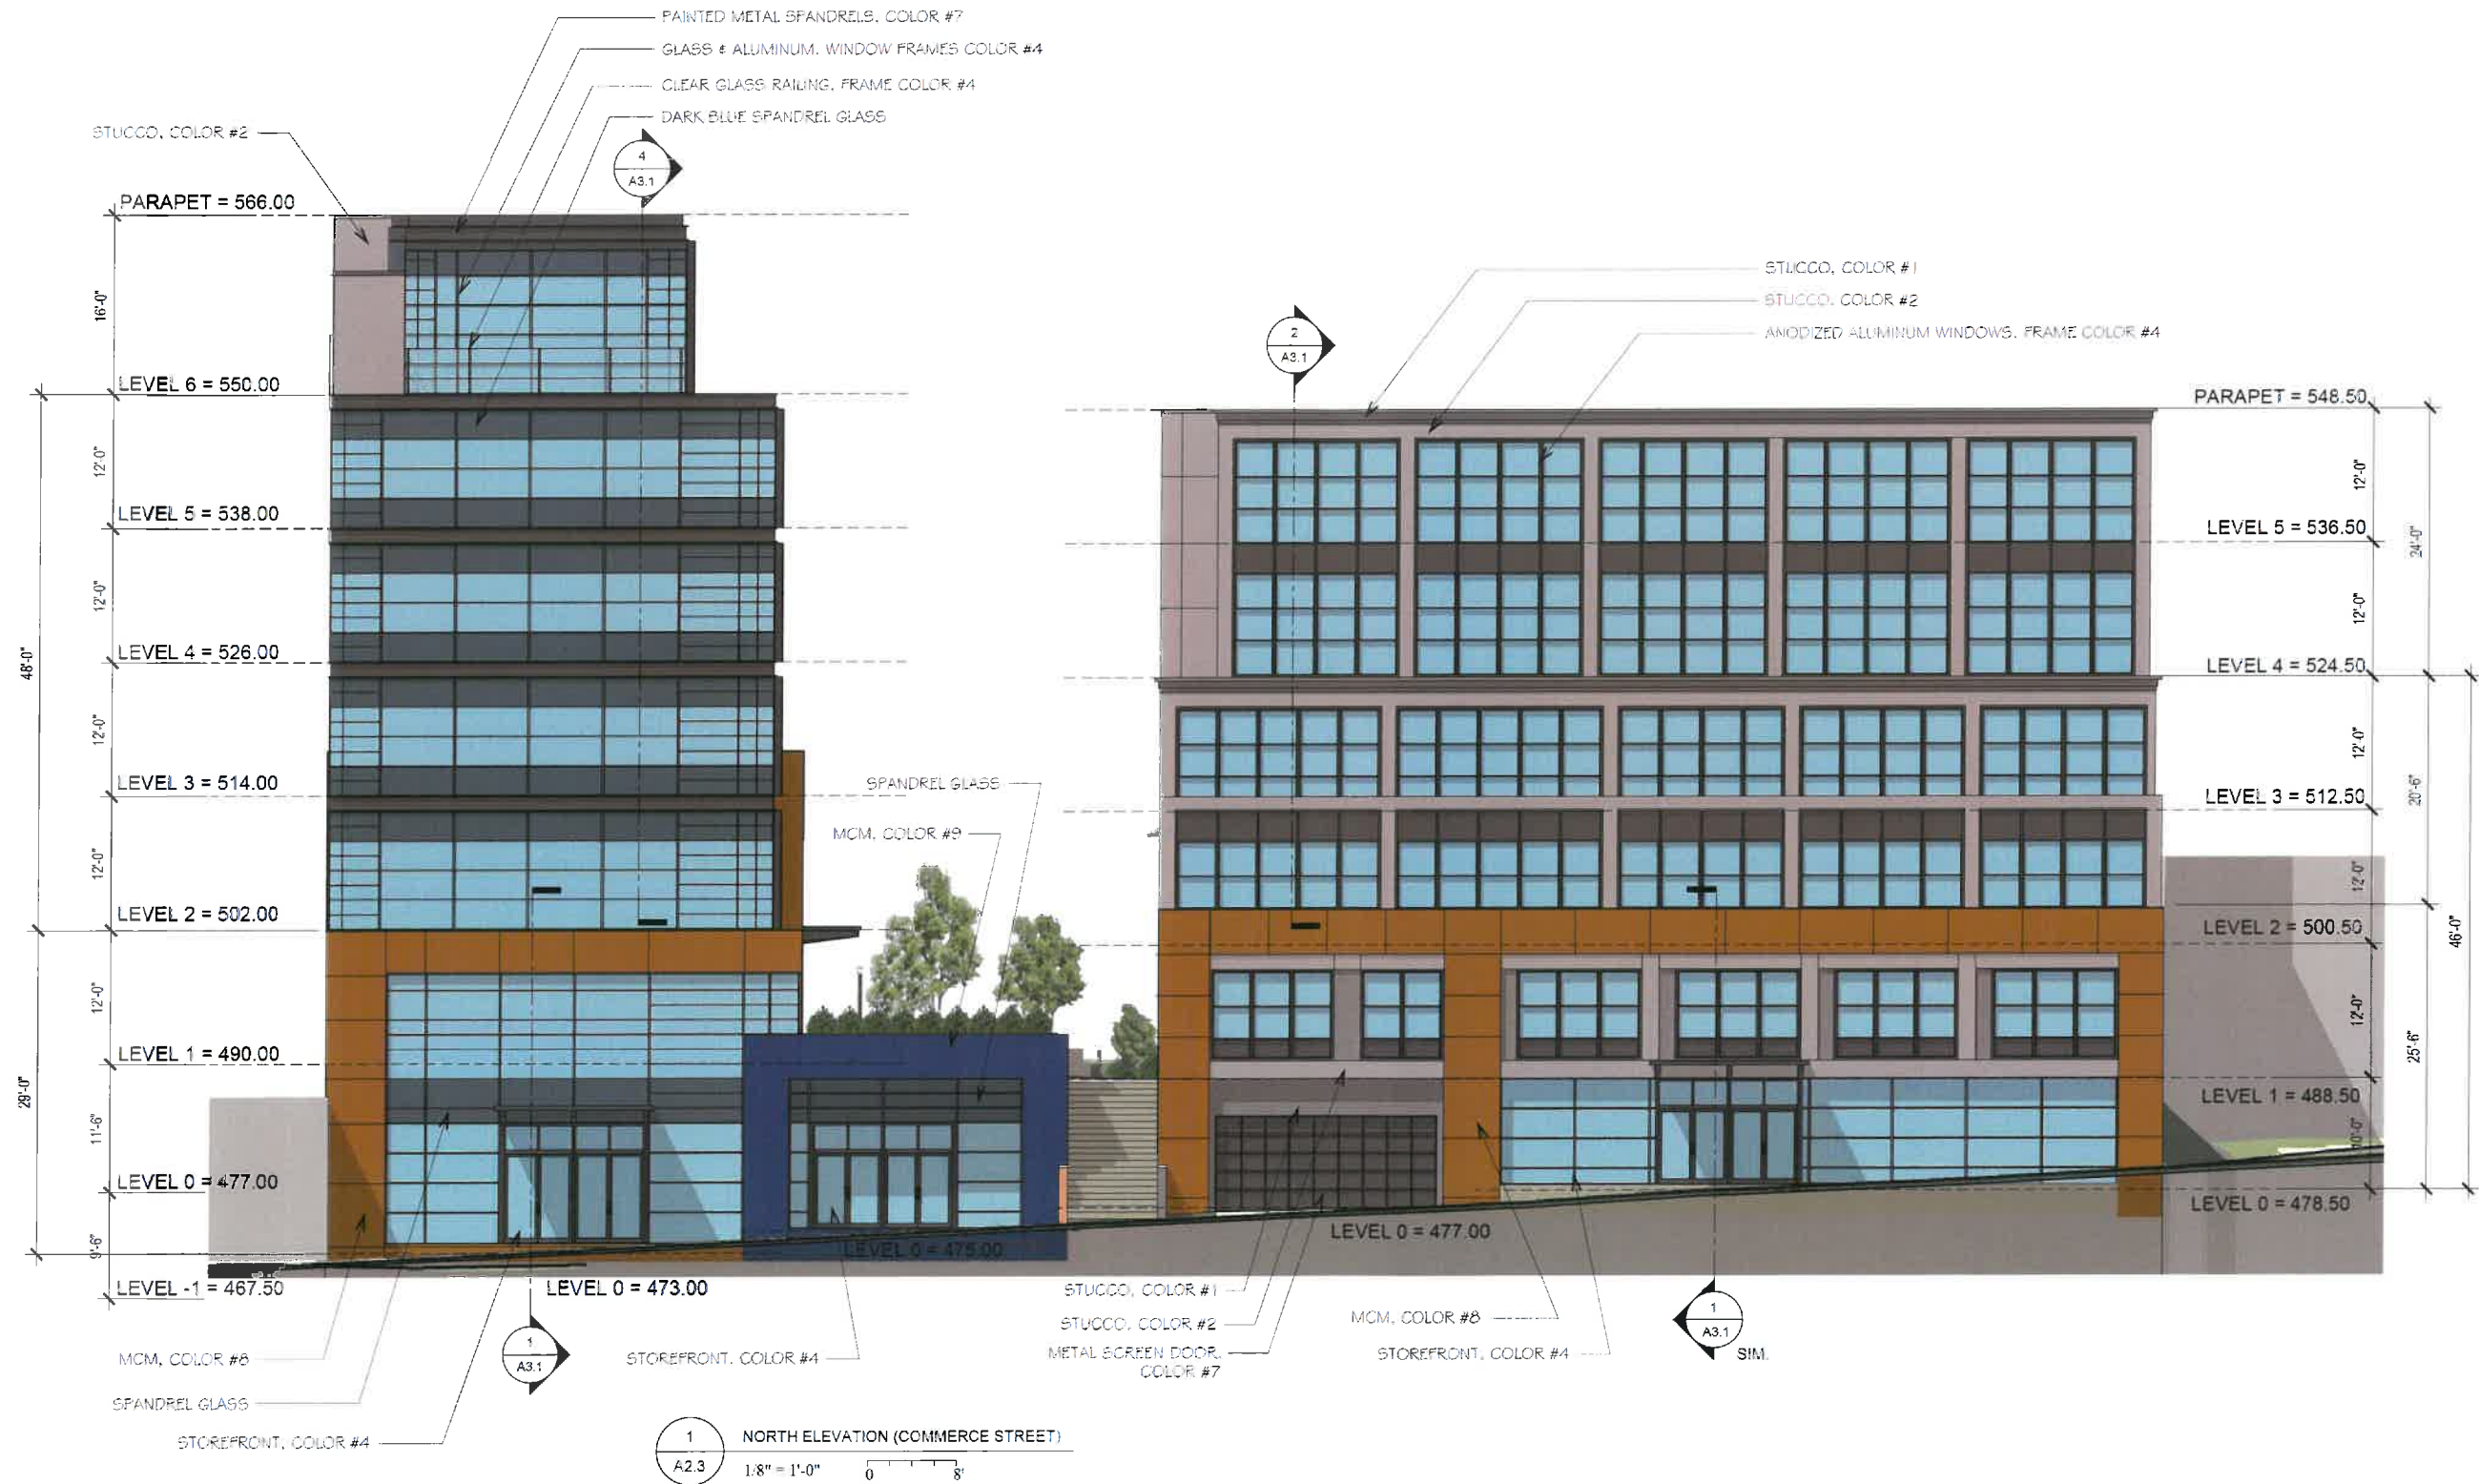 PAINTED METAL SPANDRELS, COLOR #7
GLASS & ALUMINUM. WINDOW FRAMES COLOR #4
CLEAR GLASS RAILING, FRAME COLOR #4
DARK BLUE SPANDREL GLASS
STUCCO, COLOR #2
4
A3.1
PARAPET = 566.00
16'-0"
LEVEL 6 = 550.00
12'-0"
LEVEL 5 = 538.00
12'-0"
LEVEL 4 = 526.00
48'-0"
12'-0"
LEVEL 3 = 514.00
12'-0"
LEVEL 2 = 502.00
12'-0"
LEVEL 1 = 490.00
29'-0"
11'-6"
LEVEL 0 = 477.00
9'-6"
LEVEL -1 = 467.50
LEVEL 0 = 473.00
SPANDREL GLASS
MCM, COLOR #9
LEVEL 0 = 475.00
STUCCO, COLOR #1
STUCCO, COLOR #2
ANODIZED ALUMINUM WINDOWS, FRAME COLOR #4
2
A3.1
PARAPET = 548.50
12'-0"
LEVEL 5 = 536.50
24'-0"
12'-0"
LEVEL 4 = 524.50
12'-0"
LEVEL 3 = 512.50
20'-6"
12'-0"
LEVEL 2 = 500.50
46'-0"
12'-0"
25'-6"
LEVEL 1 = 488.50
10'-0"
LEVEL 0 = 478.50
LEVEL 0 = 477.00
MCM, COLOR #8
SPANDREL GLASS
STOREFRONT, COLOR #4
1
A3.1
STOREFRONT. COLOR #4
STUCCO, COLOR #1
STUCCO, COLOR #2
METAL SCREEN DOOR,
COLOR #7
MCM, COLOR #8
STOREFRONT, COLOR #4
1
A3.1
SIM.
1
A2.3
NORTH ELEVATION (COMMERCE STREET)
1/8" = 1'-0"
0
8'